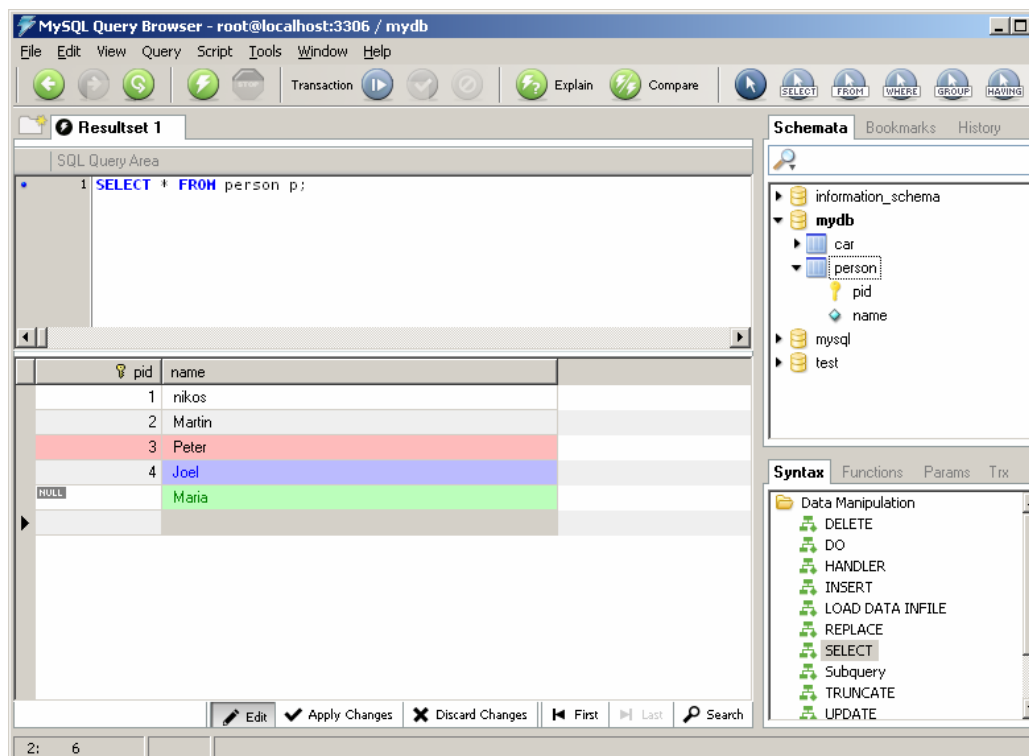 MySQL Query Browser - root@localhost:3306 / mydb
File Edit View Query Script Tools Window Help
STOP Transaction Explain Compare SELECT FROM WHERE GROUP HAVING
Resultset 1
SQL Query Area
1 SELECT * FROM person p;
pid name
1 nikos
2 Martin
3 Peter
4 Joel
NULL Maria
Edit Apply Changes Discard Changes First Last Search
2: 6
Schemata Bookmarks History
information_schema
mydb
car
person
pid
name
mysql
test
Syntax Functions Params Trx
Data Manipulation
DELETE
DO
HANDLER
INSERT
LOAD DATA INFILE
REPLACE
SELECT
Subquery
TRUNCATE
UPDATE